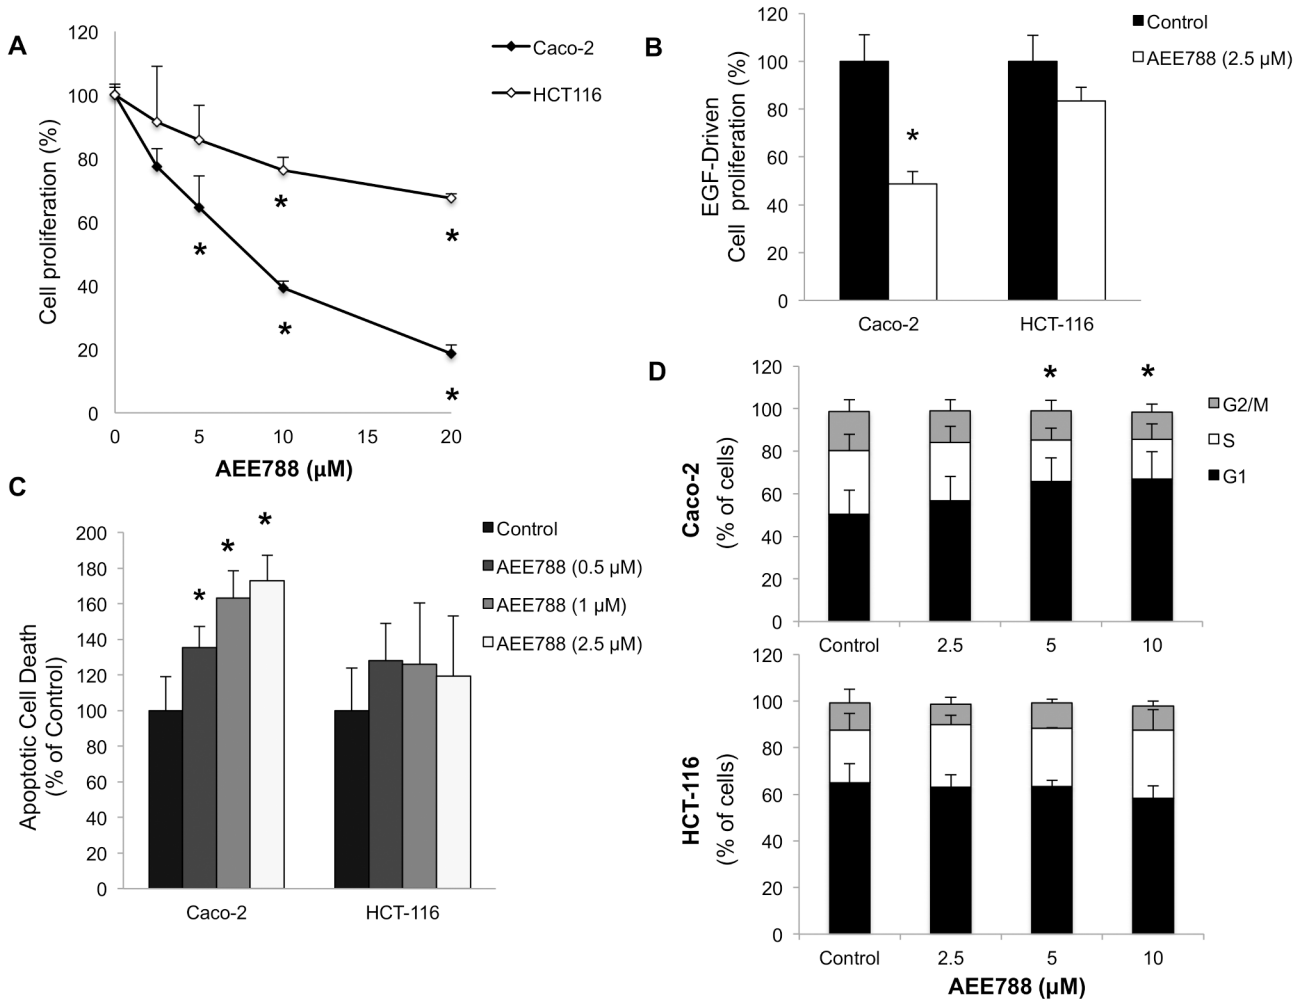 A
120
100
80
60
40
20
0
Cell proliferation (%)
0 5 10 15 20
AEE788 (µM)
Caco-2
HCT116
*
*
*
*
*
B
120
100
80
60
40
20
0
EGF-Driven
Cell proliferation (%)
Control
AEE788 (2.5 µM)
*
Caco-2 HCT-116
C
200
180
160
140
120
100
80
60
40
20
0
Apoptotic Cell Death
(% of Control)
* * *
Control
AEE788 (0.5 µM)
AEE788 (1 µM)
AEE788 (2.5 µM)
Caco-2 HCT-116
D
120
100
80
60
40
20
0
Caco-2
(% of cells)
* *
G2/M
S
G1
Control 2.5 5 10
120
100
80
60
40
20
0
HCT-116
(% of cells)
Control 2.5 5 10
AEE788 (µM)